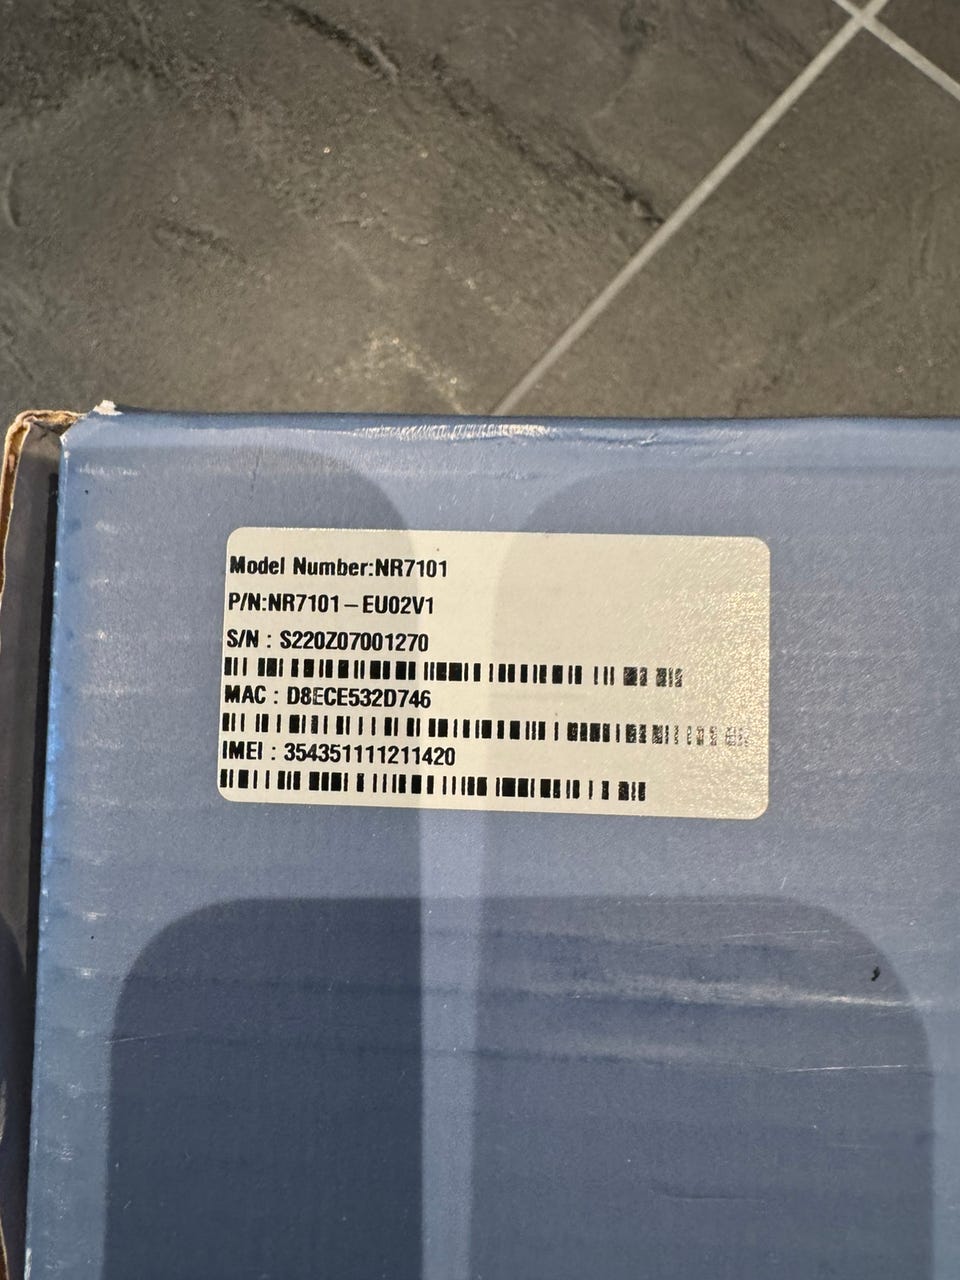 Model Number:NR7101
P/N:NR7101-EU02V1
S/N : S220Z07001270
MAC : D8ECE532D746
IMEI : 354351111211420